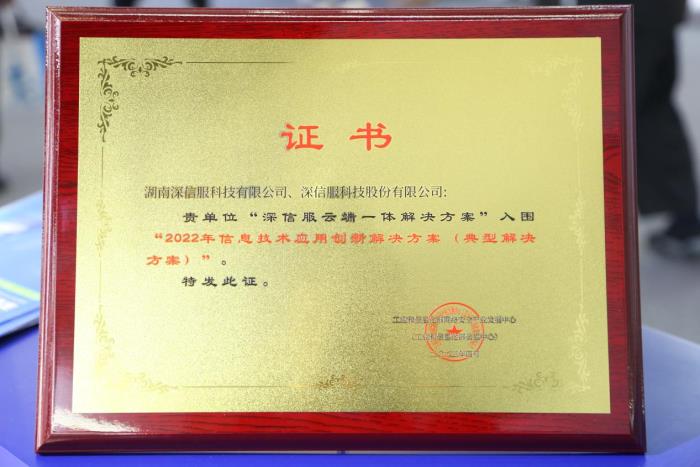 证书
湖南深信服科技有限公司、深信服科技股份有限公司:
贵单位“深信服云端一体解决方案”入围
“2022年信息技术应用创新解决方案（典型解决
方案）”。
特发此证。